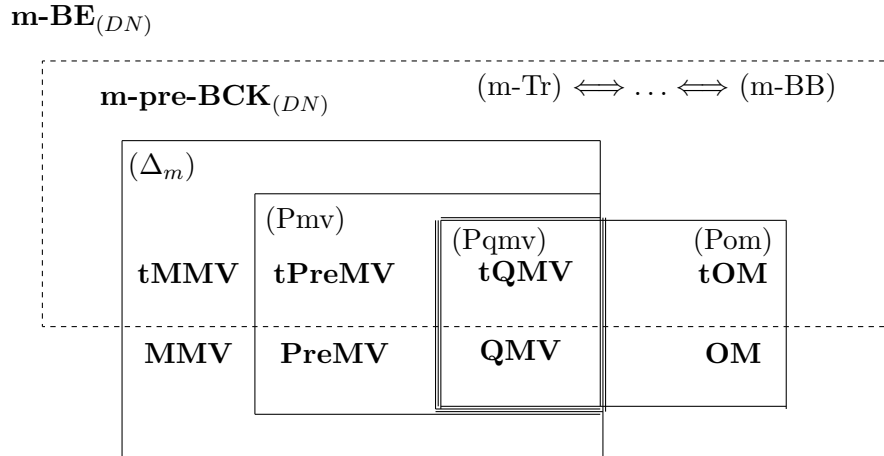 m-BE(DN)
m-pre-BCK(DN) (m-Tr) ⟺ … ⟺ (m-BB)
(Δm)
(Pmv)
(Pqmv) (Pom)
tMMV tPreMV tQMV tOM
MMV PreMV QMV OM